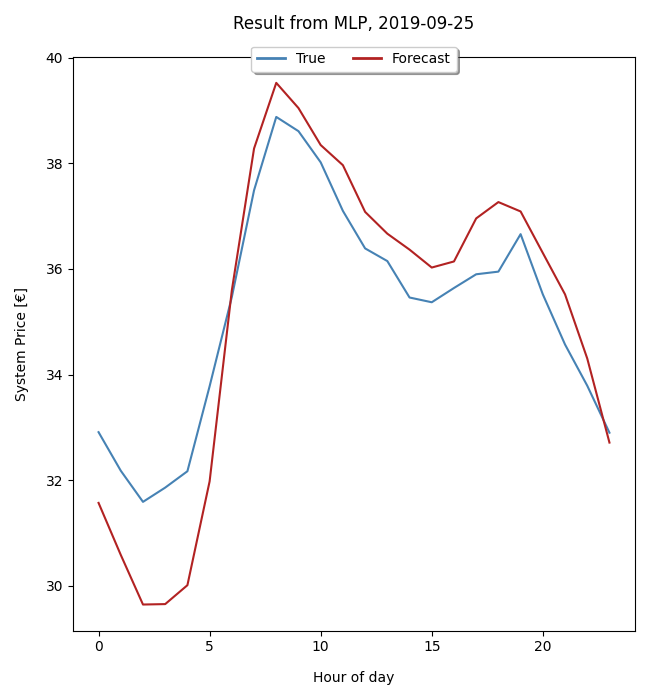 Result from MLP, 2019-09-25
True Forecast
40
38
36
34
32
30
System Price [€]
0 5 10 15 20
Hour of day